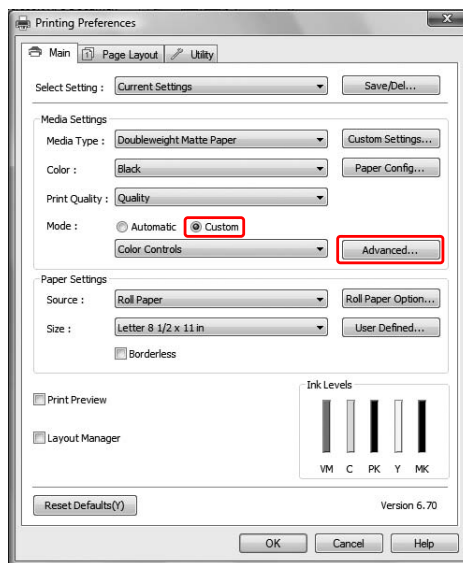 Printing Preferences
Main Page Layout Utility
Select Setting : Current Settings Save/Del...
Media Settings
Media Type : Doubleweight Matte Paper Custom Settings...
Color : Black Paper Config...
Print Quality : Quality
Mode : Automatic Custom
Color Controls Advanced...
Paper Settings
Source : Roll Paper Roll Paper Option...
Size : Letter 8 1/2 x 11 in User Defined...
Borderless
Print Preview
Layout Manager
Ink Levels
VM C PK Y MK
Reset Defaults(Y) Version 6.70
OK Cancel Help